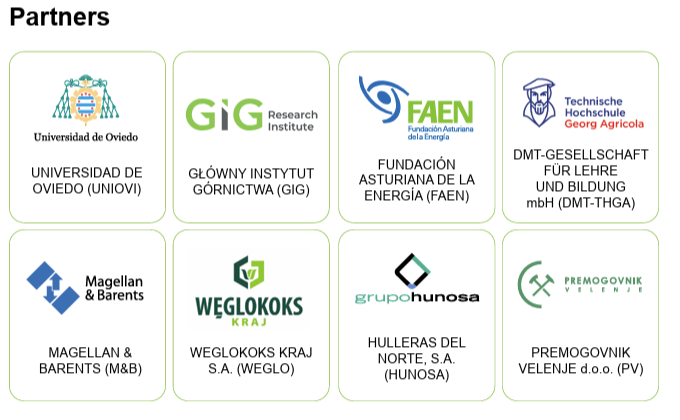 Partners
Universidad de Oviedo
UNIVERSIDAD DE
OVIEDO (UNIOVI)
GiG Research
Institute
GŁÓWNY INSTYTUT
GÓRNICTWA (GIG)
FAEN
Fundación Asturiana
de la Energía
FUNDACIÓN
ASTURIANA DE LA
ENERGÍA (FAEN)
Technische
Hochschule
Georg Agricola
DMT-GESELLSCHAFT
FÜR LEHRE
UND BILDUNG
mbH (DMT-THGA)
Magellan
& Barents
MAGELLAN &
BARENTS (M&B)
WĘGLOKOKS
KRAJ
WEGLOKOKS KRAJ
S.A. (WEGLO)
grupohunosa
HULLERAS DEL
NORTE, S.A.
(HUNOSA)
PREMOGOVNIK
VELENJE
PREMOGOVNIK
VELENJE d.o.o. (PV)